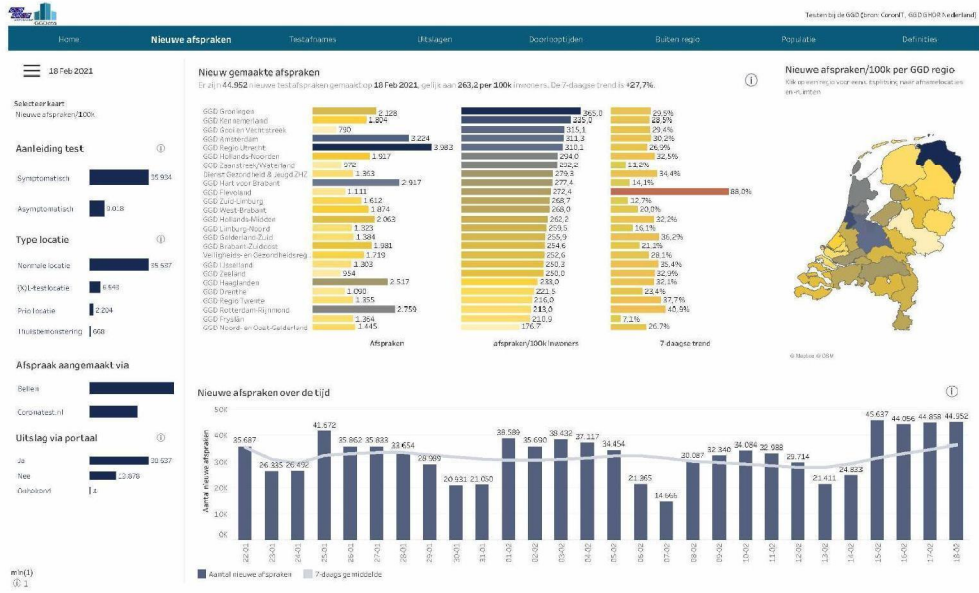 GGD GHOR
Testen bij de GGD [bron: CoronIT, GGD GHOR Nederland]
Home
Nieuwe afspraken
Testafnames
Uitslagen
Doorlooptijden
Buiten regio
Populatie
Definities
18 Feb 2021
Selecteer kaart
Nieuwe afspraken/100k
Aanleiding test
Symptomatisch 35.934
Asymptomatisch 9.018
Type locatie
Normale locatie 35.537
(X)L-testlocatie 6.543
Prio locatie 2.204
Thuisbemonstering 668
Afspraak aangemaakt via
Bellen
Coronatest.nl
Uitslag via portaal
Ja 30.637
Nee
Onbekend 4
min(1)
1
Nieuw gemaakte afspraken
Er zijn 44.952 nieuwe testafspraken gemaakt op 18 Feb 2021, gelijk aan 263,2 per 100k inwoners. De 7-daagse trend is +27,7%.
GGD Groningen 2.128 365,0 29,5%
GGD Kennemerland 1.804 335,0 28,5%
GGD Gooi en Vechtstreek 790 315,1 29,4%
GGD Amsterdam 3.224 311,3 30,2%
GGD Regio Utrecht 3.983 310,1 26,9%
GGD Hollands-Noorden 1.917 294,0 32,5%
GGD Zaanstreek/Waterland 972 292,2 11,2%
Dienst Gezondheid & Jeugd ZHZ 1.363 279,3 34,4%
GGD Hart voor Brabant 2.917 277,4 14,1%
GGD Flevoland 1.111 272,4 88,0%
GGD Zuid-Limburg 1.612 268,7 12,7%
GGD West-Brabant 1.874 268,0 20,0%
GGD Hollands-Midden 2.063 262,2 32,2%
GGD Limburg-Noord 1.323 259,5 16,1%
GGD Gelderland-Zuid 1.384 255,9 36,2%
GGD Brabant-Zuidoost 1.981 254,6 21,1%
Veiligheids- en Gezondheidsreg.. 1.719 252,6 28,1%
GGD IJsselland 1.303 250,3 35,4%
GGD Zeeland 954 250,0 32,9%
GGD Haaglanden 2.517 233,0 32,1%
GGD Drenthe 1.090 221,5 23,4%
GGD Regio Twente 1.355 216,0 37,7%
GGD Rotterdam-Rijnmond 2.759 213,0 40,9%
GGD Fryslân 1.364 210,9 7,1%
GGD Noord- en Oost-Gelderland 1.445 176,7 26,7%
Afspraken
afspraken/100k inwoners
7-daagse trend
Nieuwe afspraken/100k per GGD regio
Klik op een regio voor een
© Mapbox © OSM
Nieuwe afspraken over de tijd
Aantal nieuwe afspraken
50K
40K
30K
20K
10K
0K
35.687 26.335 26.492 41.672 35.862 35.833 33.654 28.989 20.931 21.050 38.589 35.690 38.432 37.117 34.454 21.365 14.666 30.087 32.340 34.084 32.988 29.714 21.411 24.833 45.637 44.056 44.858 44.952
22-01 23-01 24-01 25-01 26-01 27-01 28-01 29-01 30-01 31-01 01-02 02-02 03-02 04-02 05-02 06-02 07-02 08-02 09-02 10-02 11-02 12-02 13-02 14-02 15-02 16-02 17-02 18-02
Aantal nieuwe afspraken
7-daags gemiddelde